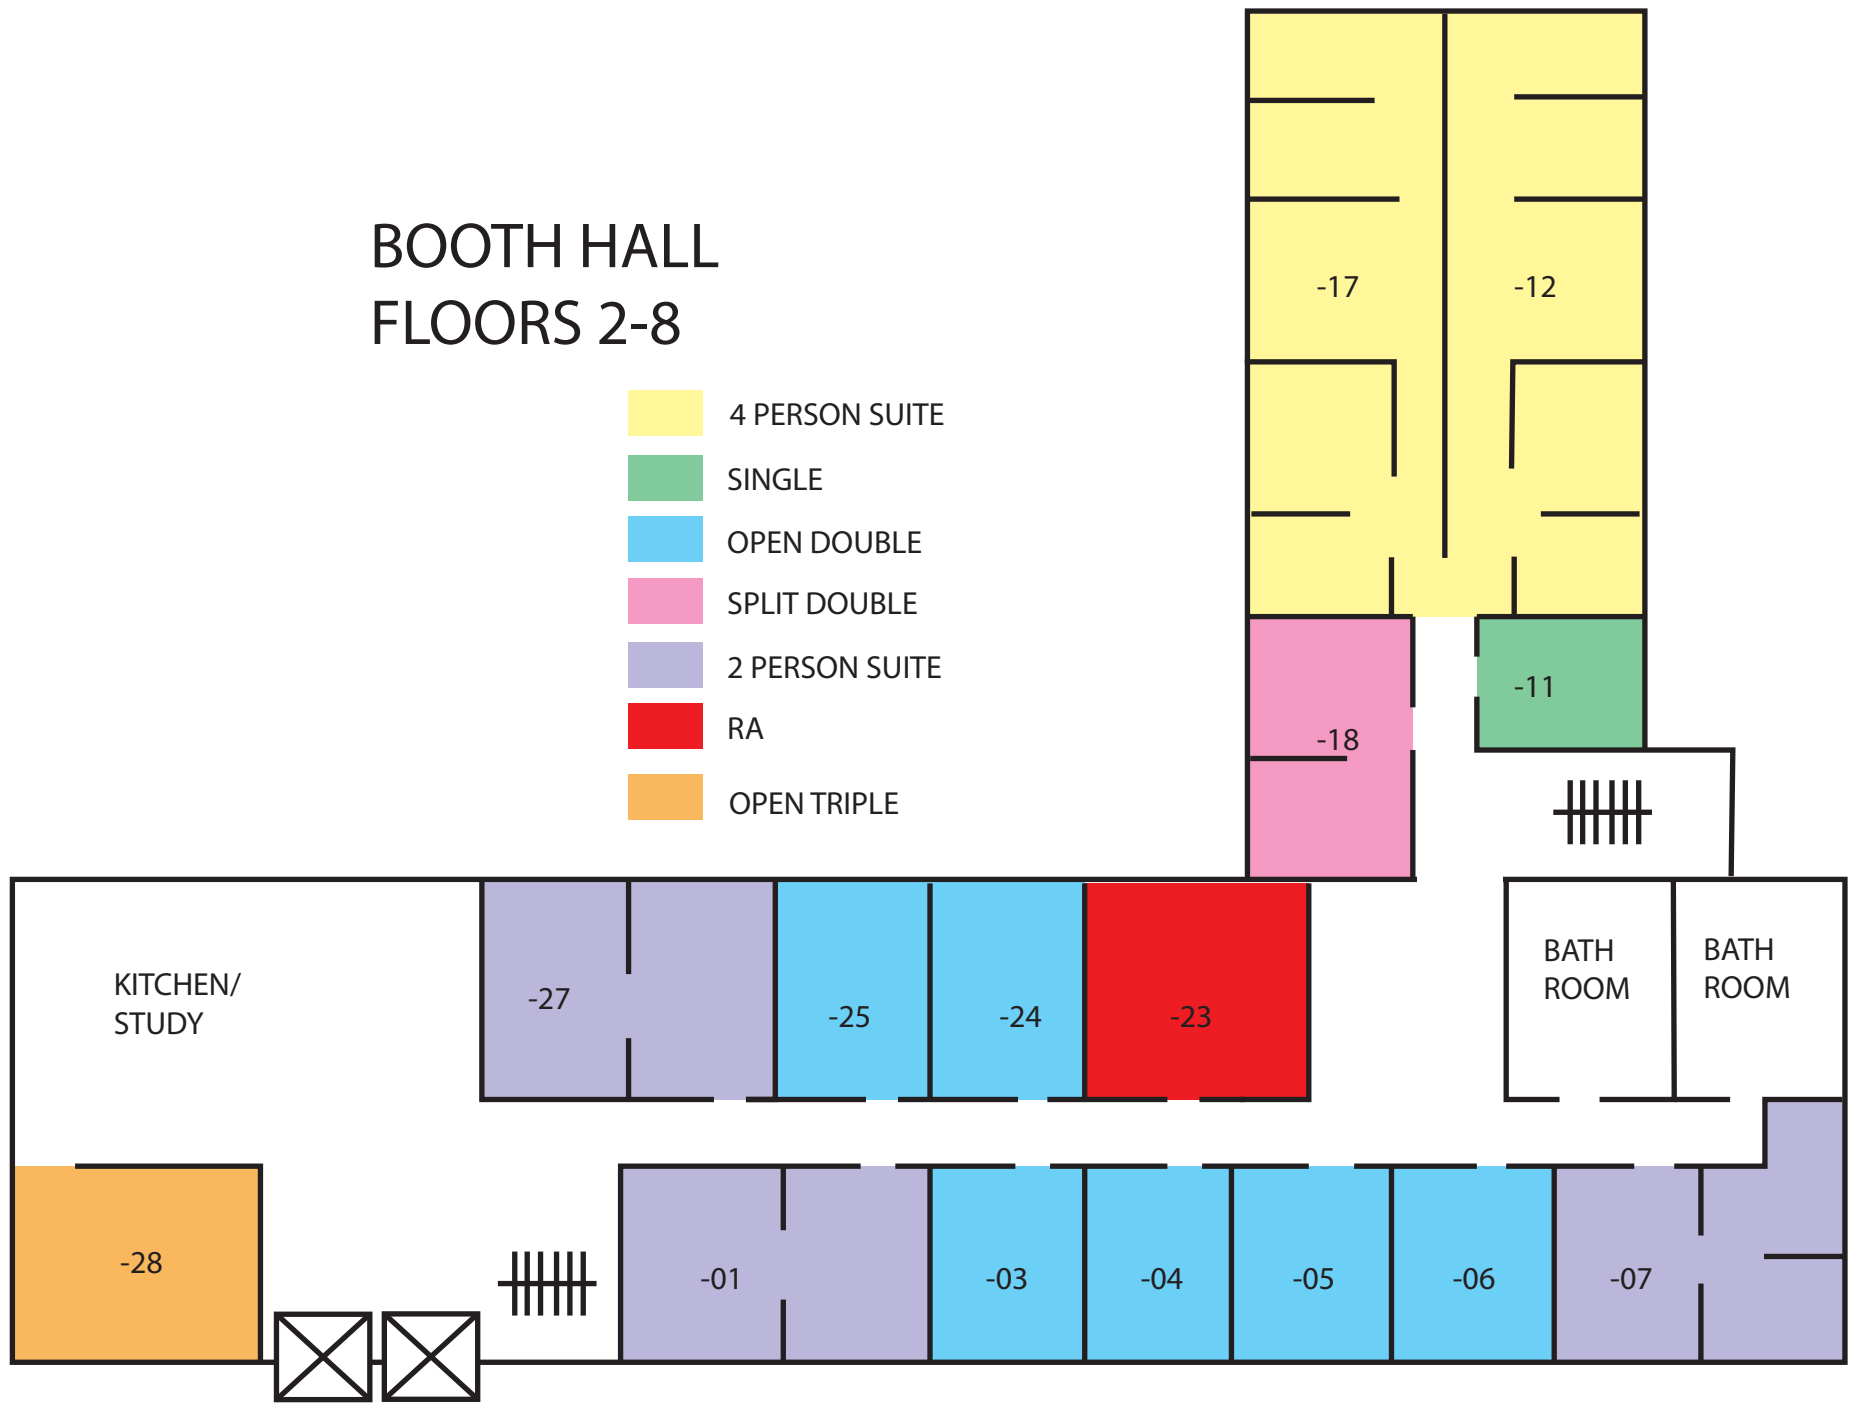 BOOTH HALL
FLOORS 2-8
4 PERSON SUITE
SINGLE
OPEN DOUBLE
SPLIT DOUBLE
2 PERSON SUITE
RA
OPEN TRIPLE
-17
-12
-11
-18
BATH
ROOM
BATH
ROOM
KITCHEN/
STUDY
-27
-25
-24
-23
-28
-01
-03
-04
-05
-06
-07